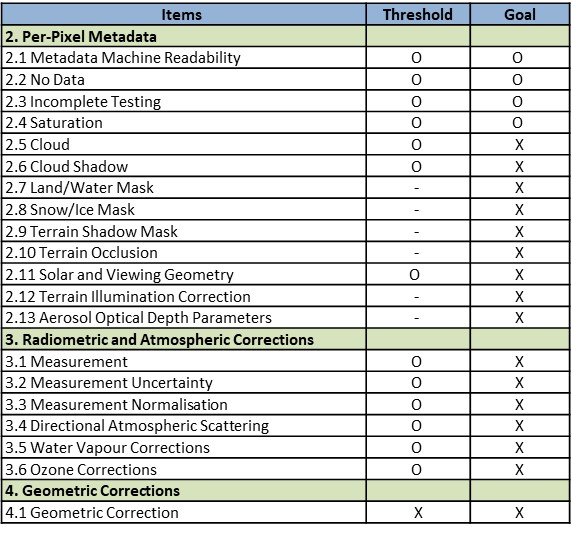 Items Threshold Goal
2. Per-Pixel Metadata
2.1 Metadata Machine Readability O O
2.2 No Data O O
2.3 Incomplete Testing O O
2.4 Saturation O O
2.5 Cloud O X
2.6 Cloud Shadow O X
2.7 Land/Water Mask - X
2.8 Snow/Ice Mask - X
2.9 Terrain Shadow Mask - X
2.10 Terrain Occlusion - X
2.11 Solar and Viewing Geometry O X
2.12 Terrain Illumination Correction - X
2.13 Aerosol Optical Depth Parameters - X
3. Radiometric and Atmospheric Corrections
3.1 Measurement O X
3.2 Measurement Uncertainty O X
3.3 Measurement Normalisation O X
3.4 Directional Atmospheric Scattering O X
3.5 Water Vapour Corrections O X
3.6 Ozone Corrections O X
4. Geometric Corrections
4.1 Geometric Correction X X